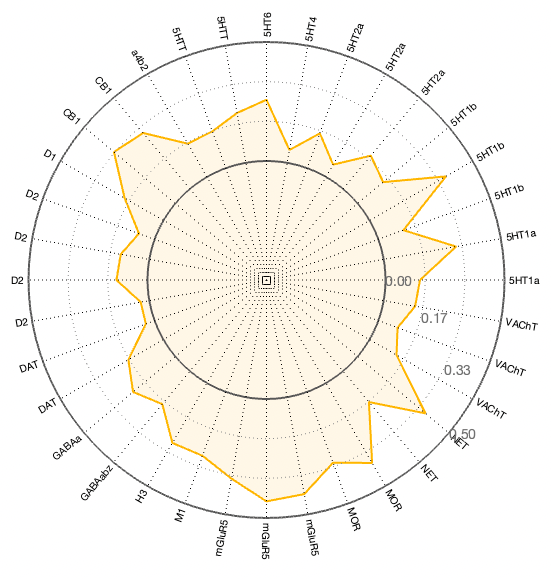 5HT6
5HT4
5HT2a
5HT2a
5HT2a
5HT1b
5HT1b
5HT1b
5HT1a
5HT1a
VAChT
VAChT
VAChT
NET
NET
MOR
MOR
mGluR5
mGluR5
mGluR5
M1
H3
GABAabz
GABAa
DAT
DAT
D2
D2
D2
D2
D1
CB1
CB1
a4b2
5HTT
5HTT
0.00
0.17
0.33
0.50